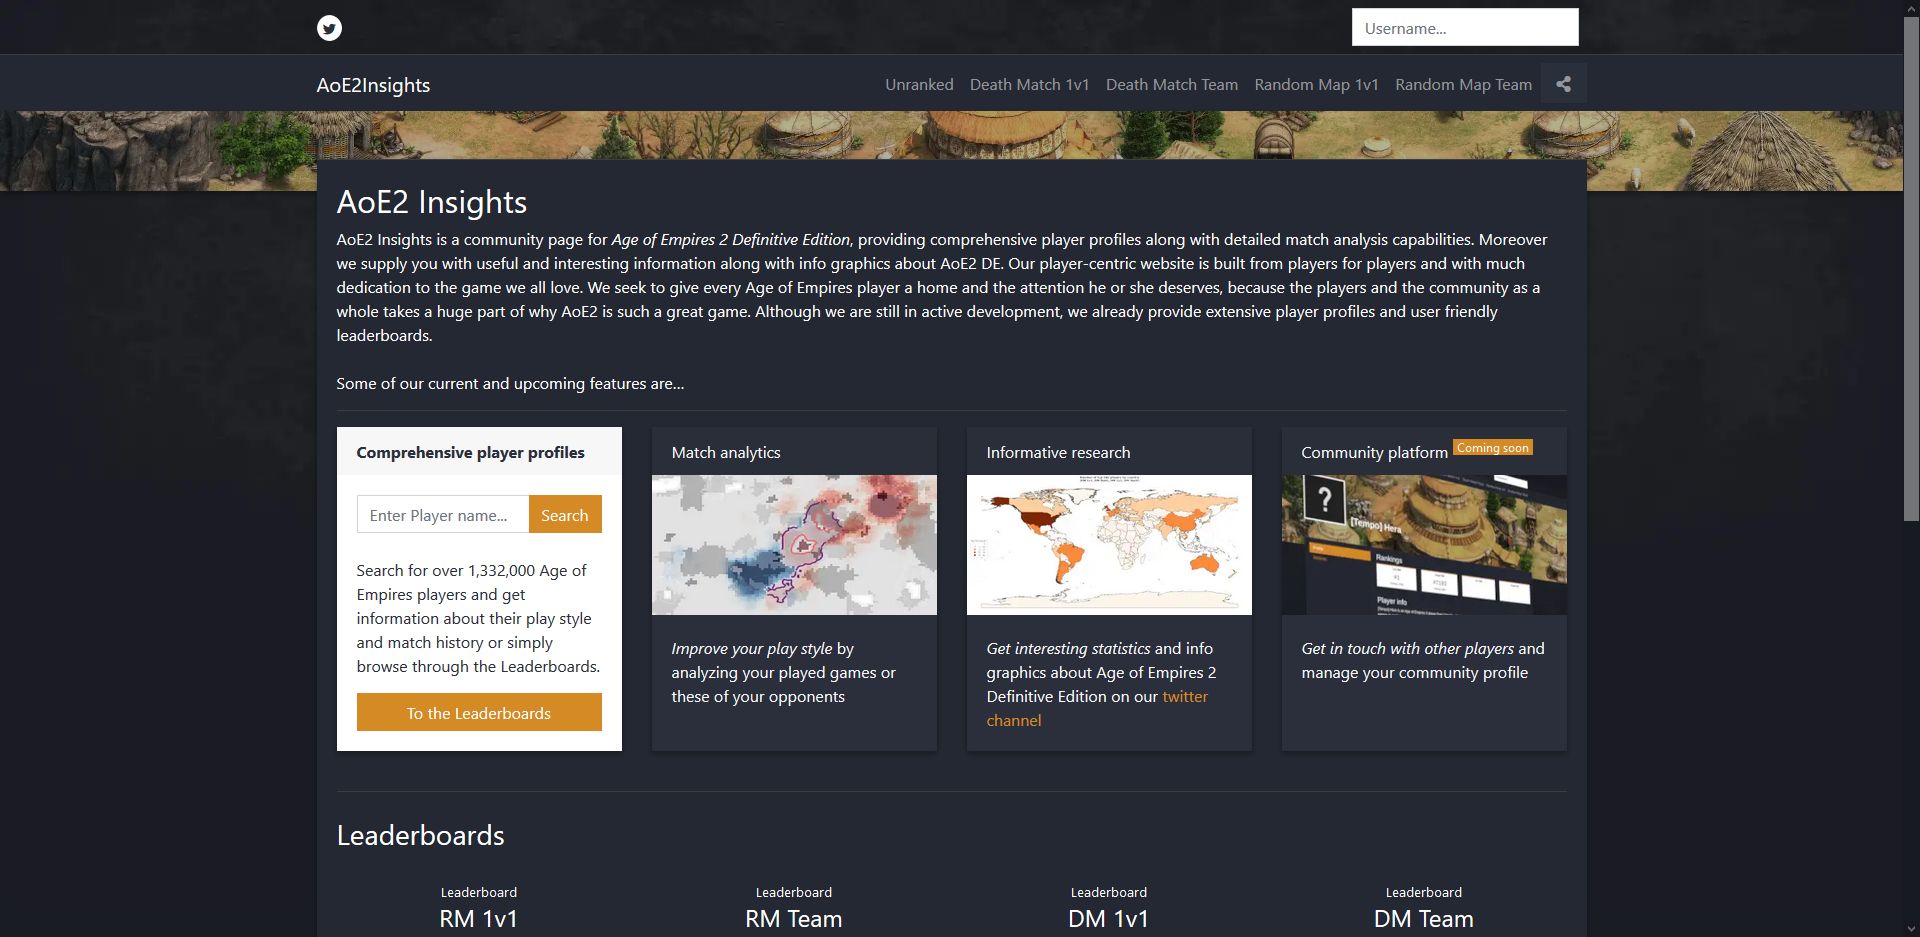 Username...
AoE2Insights
Unranked Death Match 1v1 Death Match Team Random Map 1v1 Random Map Team
AoE2 Insights
AoE2 Insights is a community page for Age of Empires 2 Definitive Edition, providing comprehensive player profiles along with detailed match analysis capabilities. Moreover
we supply you with useful and interesting information along with info graphics about AoE2 DE. Our player-centric website is built from players for players and with much
dedication to the game we all love. We seek to give every Age of Empires player a home and the attention he or she deserves, because the players and the community as a
whole takes a huge part of why AoE2 is such a great game. Although we are still in active development, we already provide extensive player profiles and user friendly
leaderboards.
Some of our current and upcoming features are...
Comprehensive player profiles
Enter Player name...
Search
Search for over 1,332,000 Age of
Empires players and get
information about their play style
and match history or simply
browse through the Leaderboards.
To the Leaderboards
Match analytics
Improve your play style by
analyzing your played games or
these of your opponents
Informative research
Get interesting statistics and info
graphics about Age of Empires 2
Definitive Edition on our twitter
channel
Community platform Coming soon
?
[Tempo] Hera
Rankings
Player info
Get in touch with other players and
manage your community profile
Leaderboards
Leaderboard
RM 1v1
Leaderboard
RM Team
Leaderboard
DM 1v1
Leaderboard
DM Team